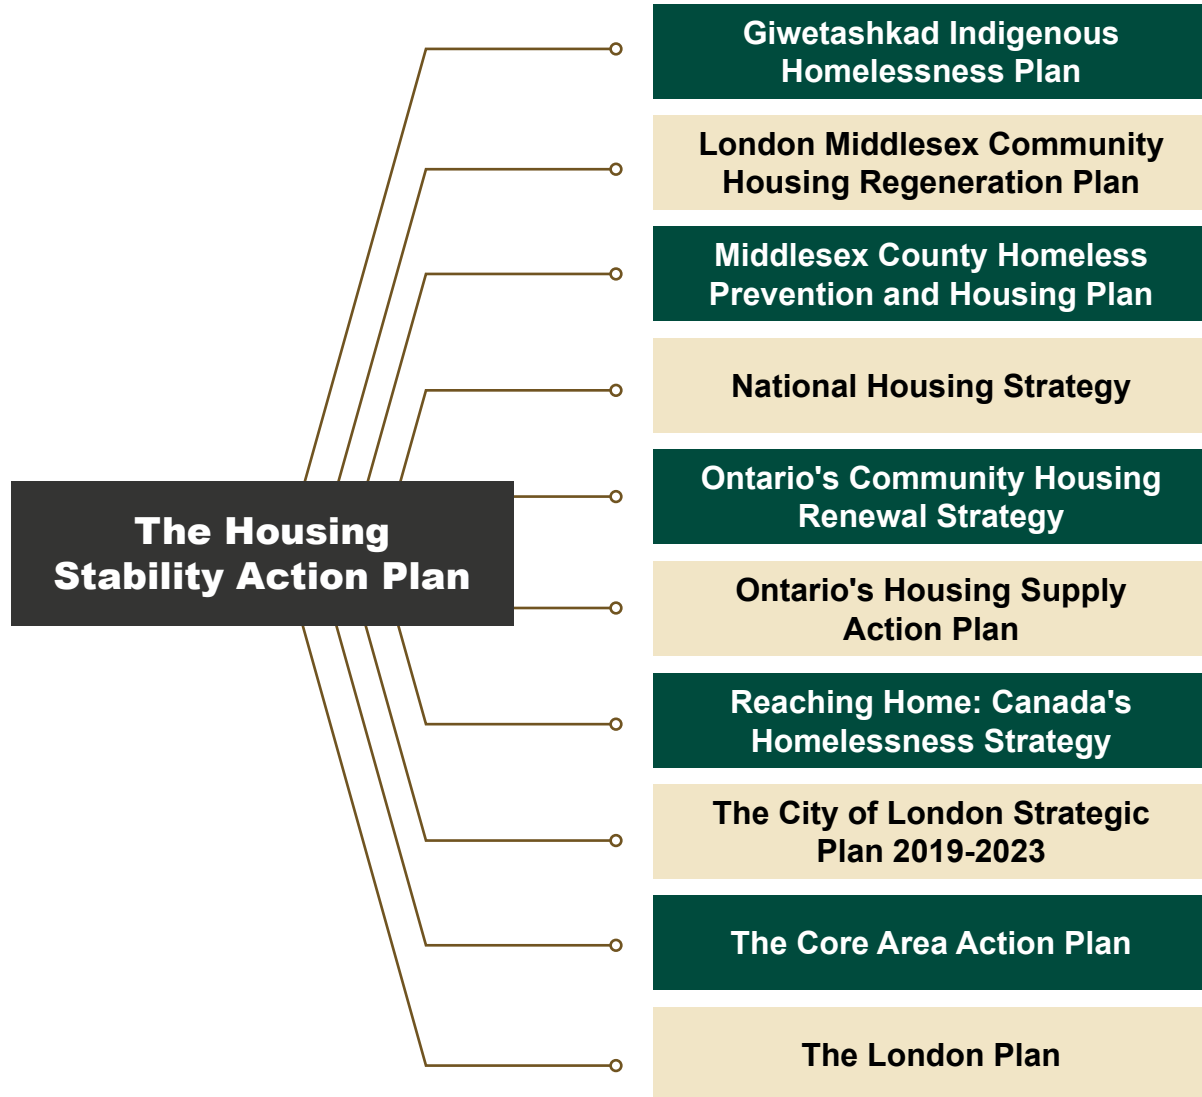 Giwetashkad Indigenous
Homelessness Plan
London Middlesex Community
Housing Regeneration Plan
Middlesex County Homeless
Prevention and Housing Plan
National Housing Strategy
Ontario's Community Housing
Renewal Strategy
The Housing
Stability Action Plan
Ontario's Housing Supply
Action Plan
Reaching Home: Canada's
Homelessness Strategy
The City of London Strategic
Plan 2019-2023
The Core Area Action Plan
The London Plan